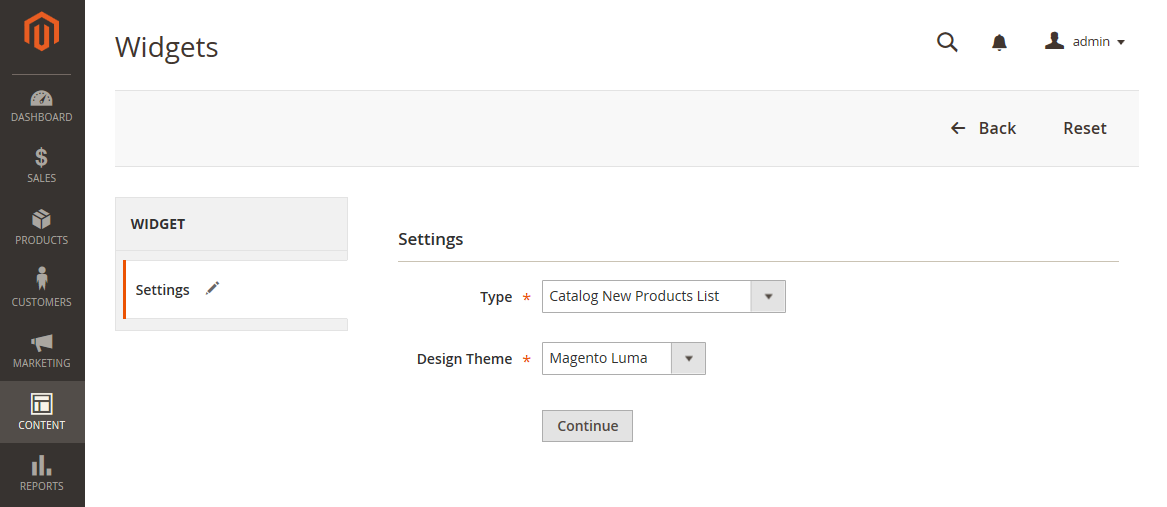 Widgets
admin
DASHBOARD
SALES
PRODUCTS
CUSTOMERS
MARKETING
CONTENT
REPORTS
Back
Reset
WIDGET
Settings
Settings
Type *
Catalog New Products List
Design Theme *
Magento Luma
Continue